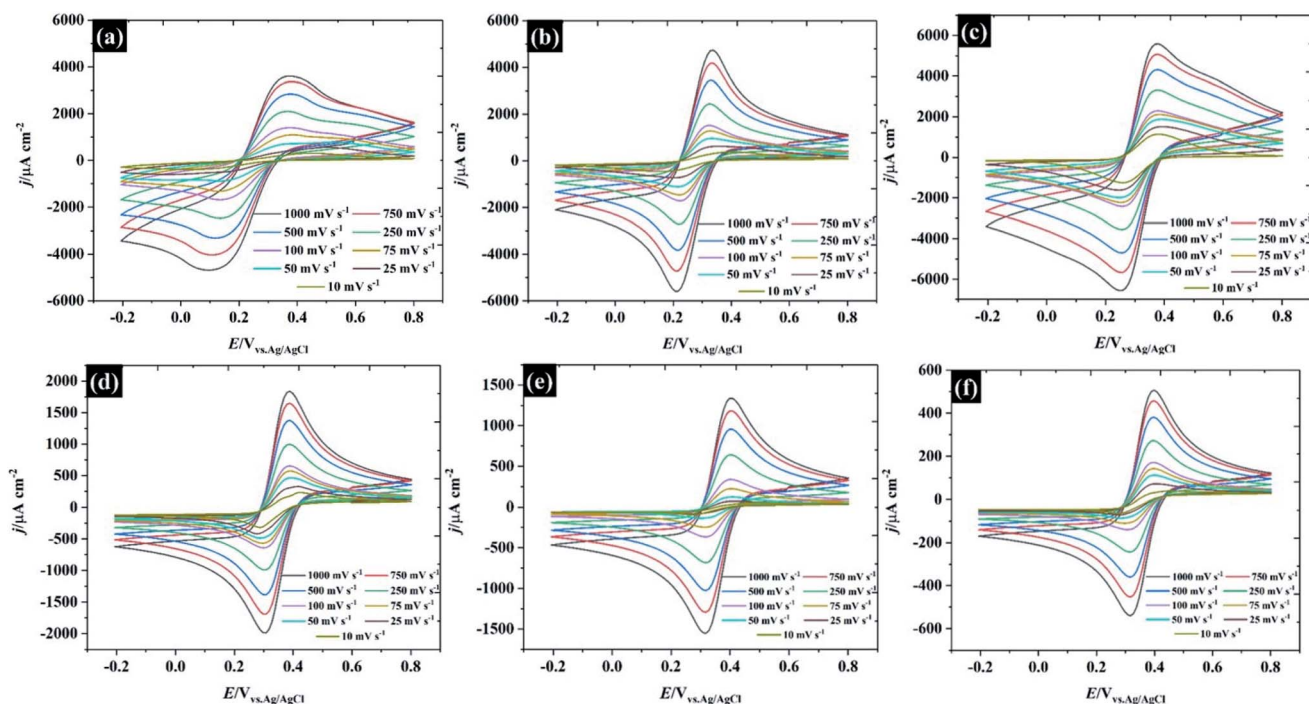 (a)
6000
4000
2000
0
-2000
-4000
-6000
j/μA cm⁻²
1000 mV s⁻¹ 750 mV s⁻¹
500 mV s⁻¹ 250 mV s⁻¹
100 mV s⁻¹ 75 mV s⁻¹
50 mV s⁻¹ 25 mV s⁻¹
10 mV s⁻¹
-0.2 0.0 0.2 0.4 0.6 0.8
E/V vs.Ag/AgCl
(b)
6000
4000
2000
0
-2000
-4000
-6000
j/μA cm⁻²
1000 mV s⁻¹ 750 mV s⁻¹
500 mV s⁻¹ 250 mV s⁻¹
100 mV s⁻¹ 75 mV s⁻¹
50 mV s⁻¹ 25 mV s⁻¹
10 mV s⁻¹
-0.2 0.0 0.2 0.4 0.6 0.8
E/V vs.Ag/AgCl
(c)
6000
4000
2000
0
-2000
-4000
-6000
j/μA cm⁻²
1000 mV s⁻¹ 750 mV s⁻¹
500 mV s⁻¹ 250 mV s⁻¹
100 mV s⁻¹ 75 mV s⁻¹
50 mV s⁻¹ 25 mV s⁻¹
10 mV s⁻¹
-0.2 0.0 0.2 0.4 0.6 0.8
E/V vs.Ag/AgCl
(d)
2000
1500
1000
500
0
-500
-1000
-1500
-2000
j/μA cm⁻²
1000 mV s⁻¹ 750 mV s⁻¹
500 mV s⁻¹ 250 mV s⁻¹
100 mV s⁻¹ 75 mV s⁻¹
50 mV s⁻¹ 25 mV s⁻¹
10 mV s⁻¹
-0.2 0.0 0.2 0.4 0.6 0.8
E/V vs.Ag/AgCl
(e)
1500
1000
500
0
-500
-1000
-1500
j/μA cm⁻²
1000 mV s⁻¹ 750 mV s⁻¹
500 mV s⁻¹ 250 mV s⁻¹
100 mV s⁻¹ 75 mV s⁻¹
50 mV s⁻¹ 25 mV s⁻¹
10 mV s⁻¹
-0.2 0.0 0.2 0.4 0.6 0.8
E/V vs.Ag/AgCl
(f)
600
400
200
0
-200
-400
-600
j/μA cm⁻²
1000 mV s⁻¹ 750 mV s⁻¹
500 mV s⁻¹ 250 mV s⁻¹
100 mV s⁻¹ 75 mV s⁻¹
50 mV s⁻¹ 25 mV s⁻¹
10 mV s⁻¹
-0.2 0.0 0.2 0.4 0.6 0.8
E/V vs.Ag/AgCl